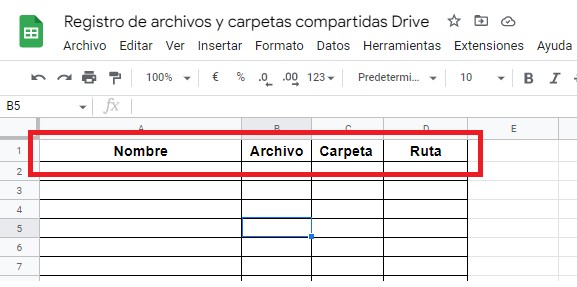 Registro de archivos y carpetas compartidas Drive
Archivo Editar Ver Insertar Formato Datos Herramientas Extensiones Ayuda
100% € % .0 .00 123 Predetermi... 10 B I
B5 fx
A B C D E
1 Nombre Archivo Carpeta Ruta
2
3
4
5
6
7